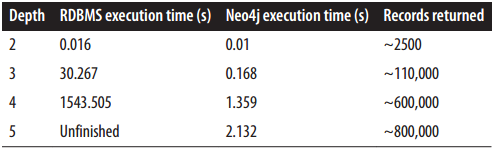 Depth RDBMS execution time (s) Neo4j execution time (s) Records returned
2 0.016 0.01 ~2500
3 30.267 0.168 ~110,000
4 1543.505 1.359 ~600,000
5 Unfinished 2.132 ~800,000